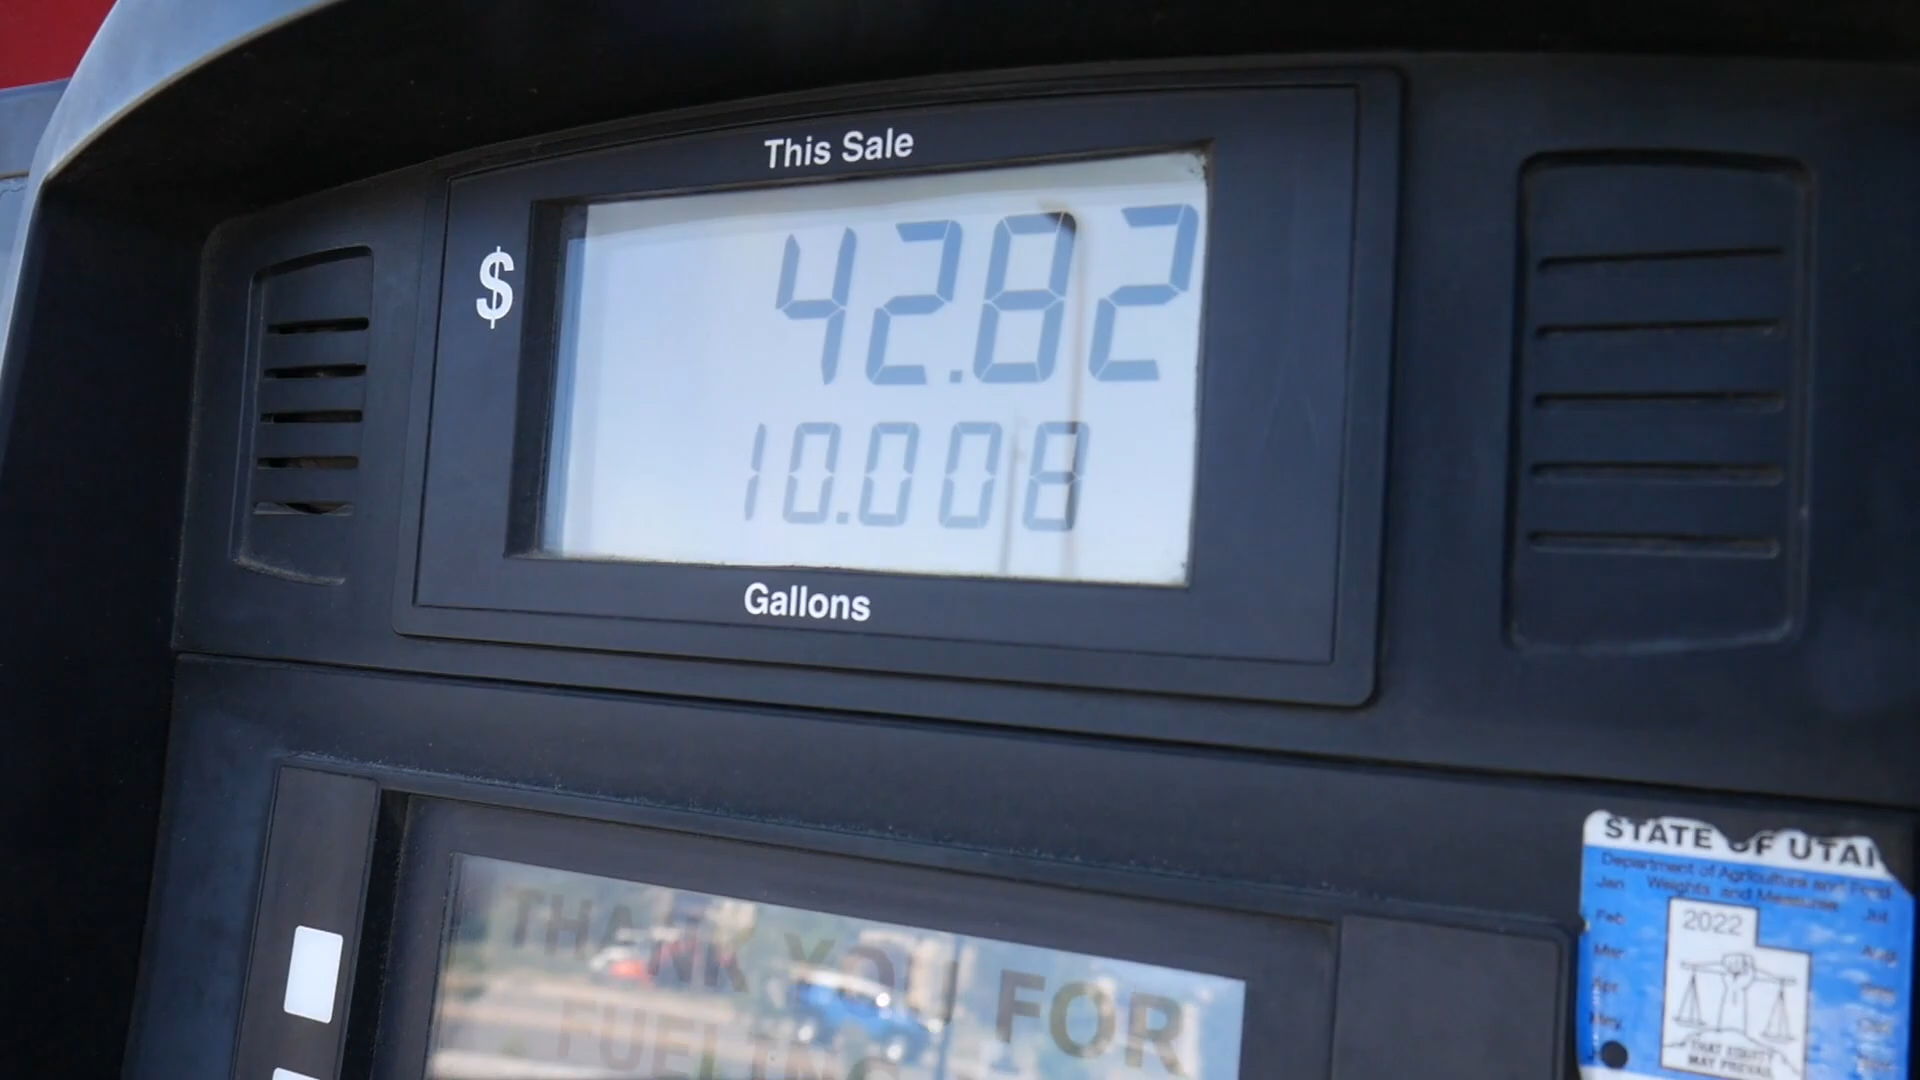 This Sale
$ 42.82
10.008
Gallons
THANK YOU FOR
FUELING
STATE OF UTAH
Department of Agriculture and Food
Weights and Measures
Jan
Feb
Mar
Apr
Jul
Aug
2022
THAT EQUITY
MAY PREVAIL